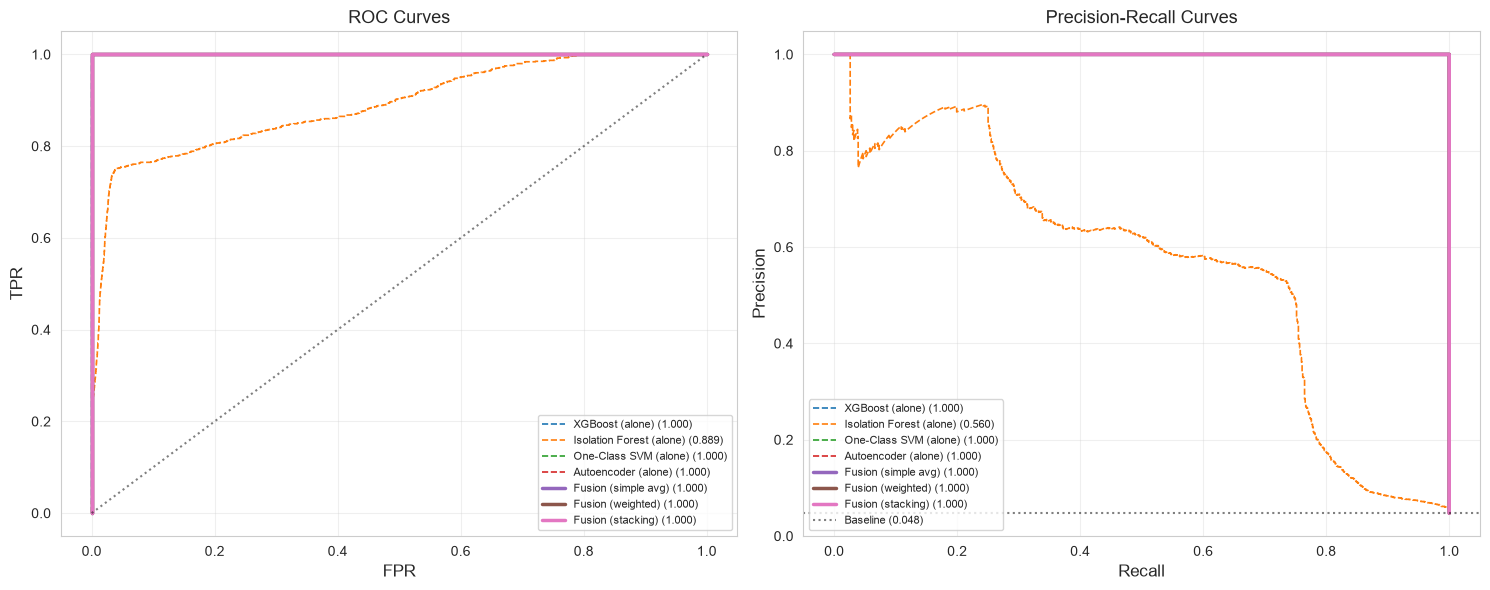 ROC Curves
1.0
0.8
0.6
0.4
0.2
0.0
TPR
0.0 0.2 0.4 0.6 0.8 1.0
FPR
XGBoost (alone) (1.000)
Isolation Forest (alone) (0.889)
One-Class SVM (alone) (1.000)
Autoencoder (alone) (1.000)
Fusion (simple avg) (1.000)
Fusion (weighted) (1.000)
Fusion (stacking) (1.000)
Precision-Recall Curves
1.0
0.8
0.6
0.4
0.2
0.0
Precision
0.0 0.2 0.4 0.6 0.8 1.0
Recall
XGBoost (alone) (1.000)
Isolation Forest (alone) (0.560)
One-Class SVM (alone) (1.000)
Autoencoder (alone) (1.000)
Fusion (simple avg) (1.000)
Fusion (weighted) (1.000)
Fusion (stacking) (1.000)
Baseline (0.048)